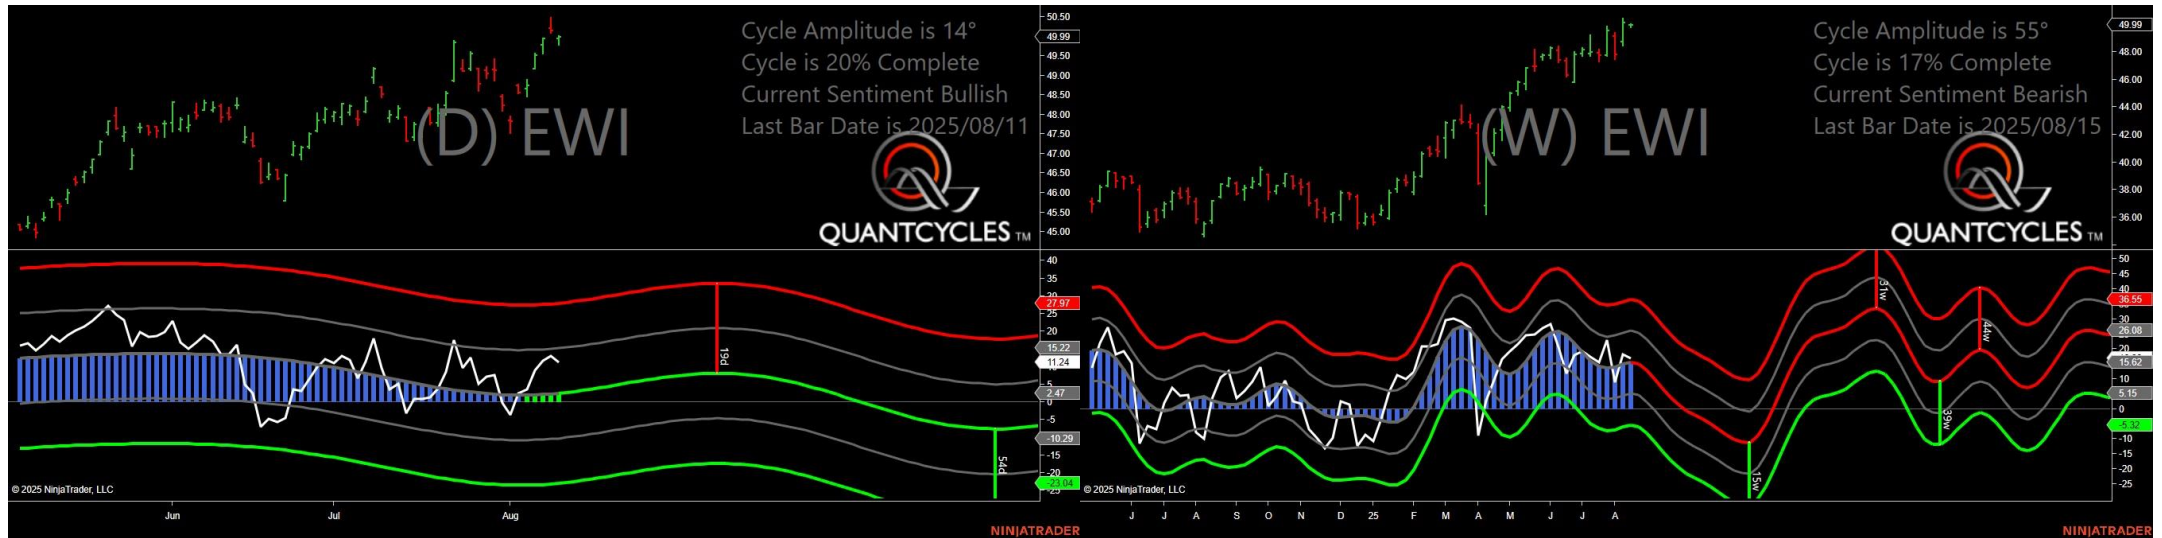 Cycle Amplitude is 14°
Cycle is 20% Complete
Current Sentiment Bullish
Last Bar Date is 2025/08/11
(D) EWI
QUANTCYCLES TM
50.50
49.99
49.50
49.00
48.50
48.00
47.50
47.00
46.50
46.00
45.50
45.00
40
35
27.97
25
20
15.22
11.24
5
2.47
0
-5
-10.29
-15
-20
-23.04
-25
19d
54d
© 2025 NinjaTrader, LLC
Jun
Jul
Aug
NINJATRADER
Cycle Amplitude is 55°
Cycle is 17% Complete
Current Sentiment Bearish
Last Bar Date is 2025/08/15
(W) EWI
QUANTCYCLES TM
49.99
48.00
46.00
44.00
42.00
40.00
38.00
36.00
50
45
40
36.55
30
26.08
20
15.62
10
5.15
0
-5.32
-10
-15
-20
-25
31w
44w
39w
15w
© 2025 NinjaTrader, LLC
J
J
A
S
O
N
D
25
F
M
A
M
J
J
A
NINJATRADER